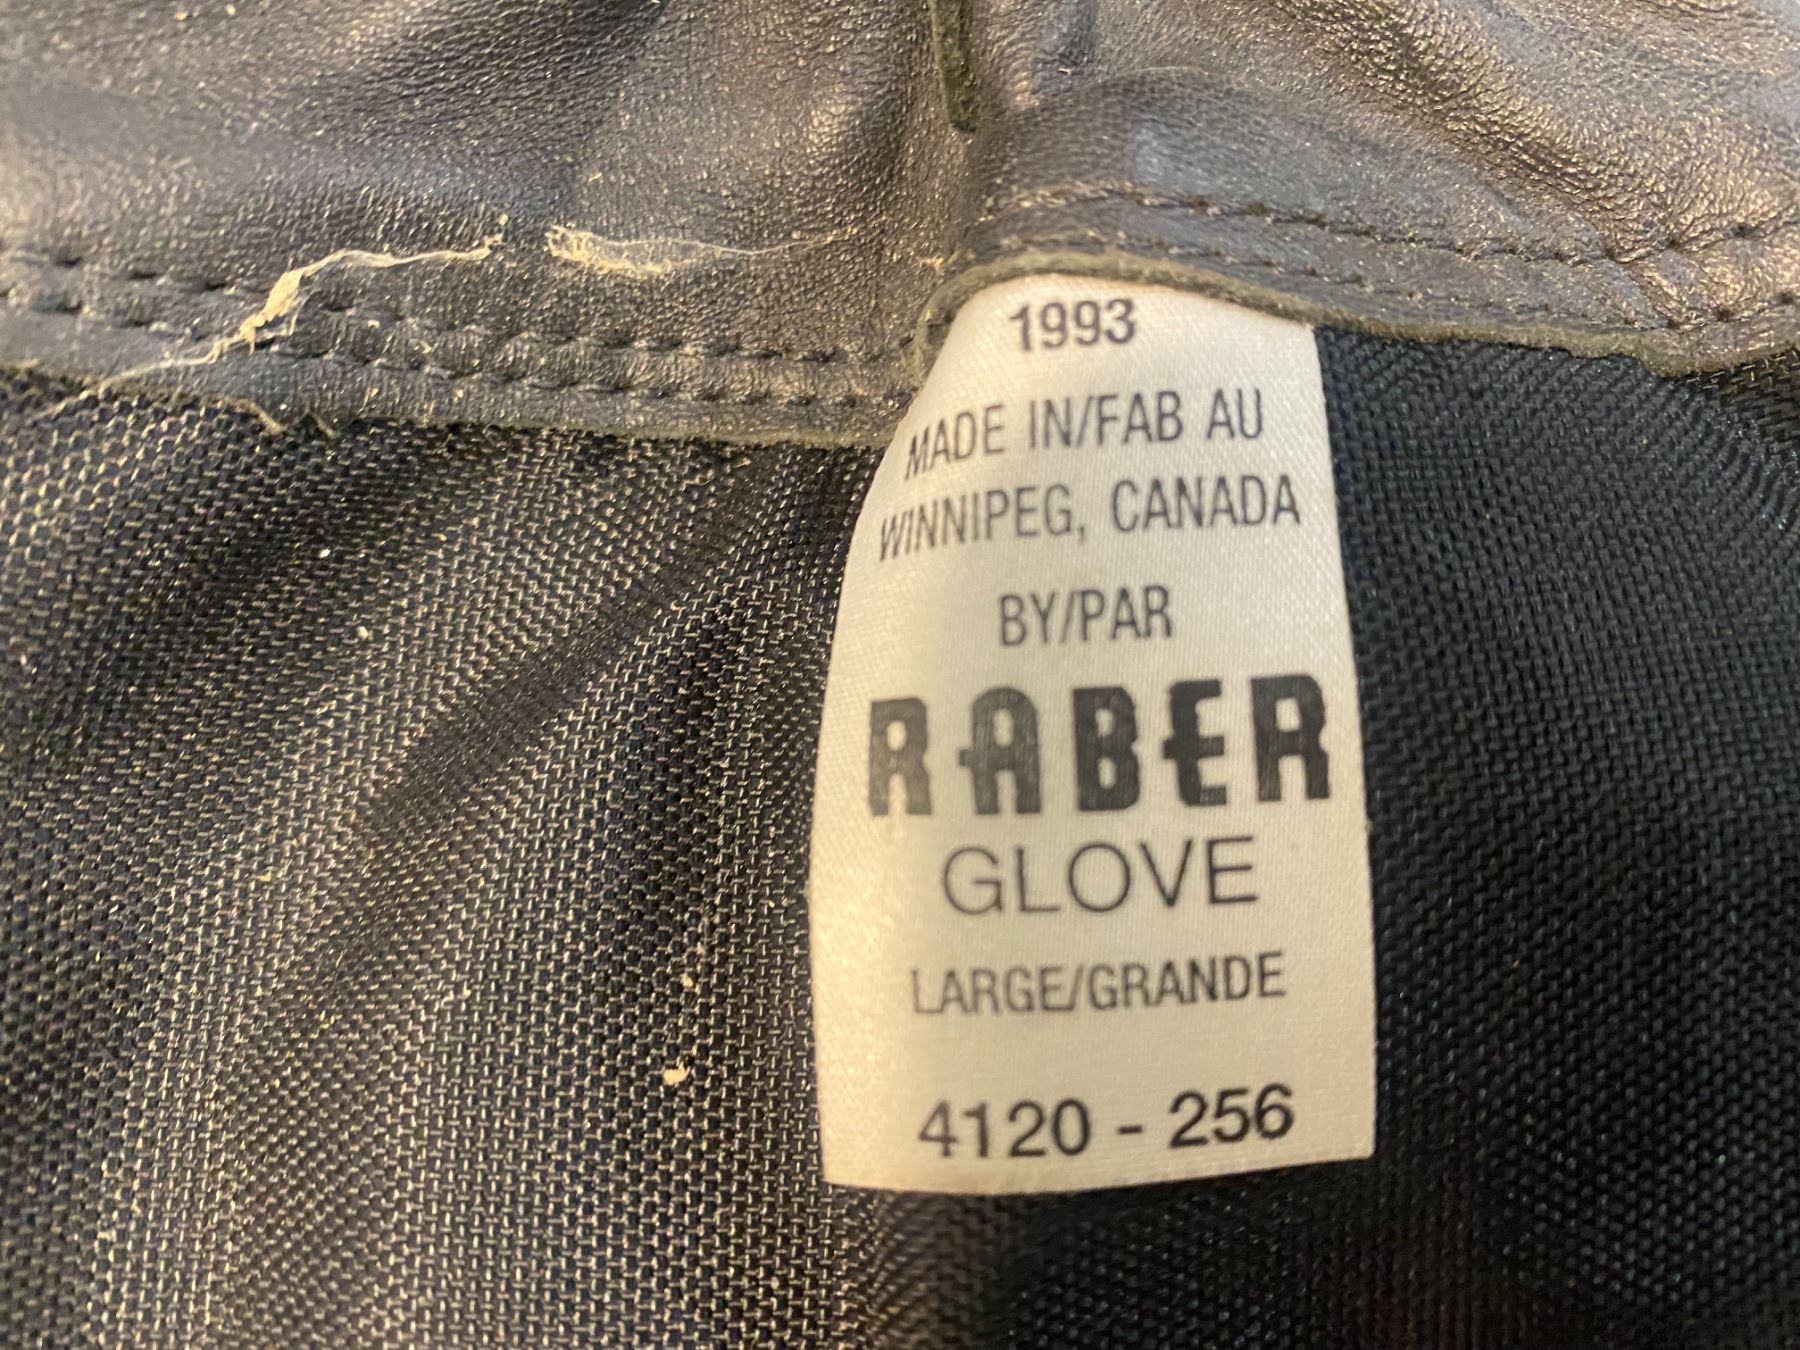 1993
MADE IN/FAB AU
WINNIPEG, CANADA
BY/PAR
RABER
GLOVE
LARGE/GRANDE
4120 - 256